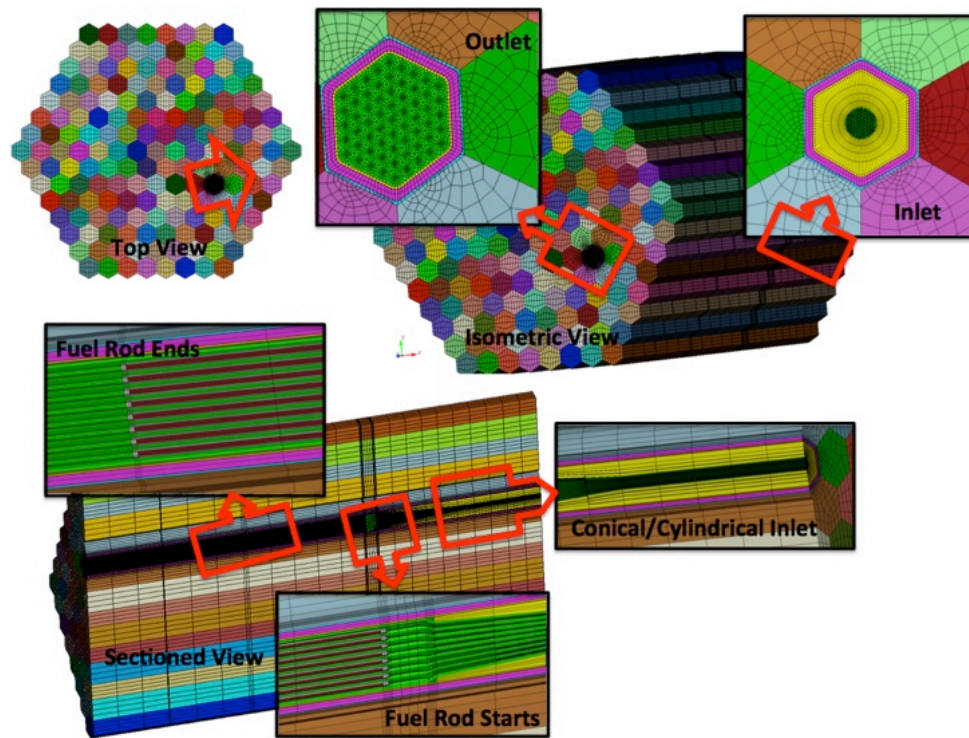 Outlet
Inlet
Top View
Isometric View
Fuel Rod Ends
Conical/Cylindrical Inlet
Sectioned View
Fuel Rod Starts